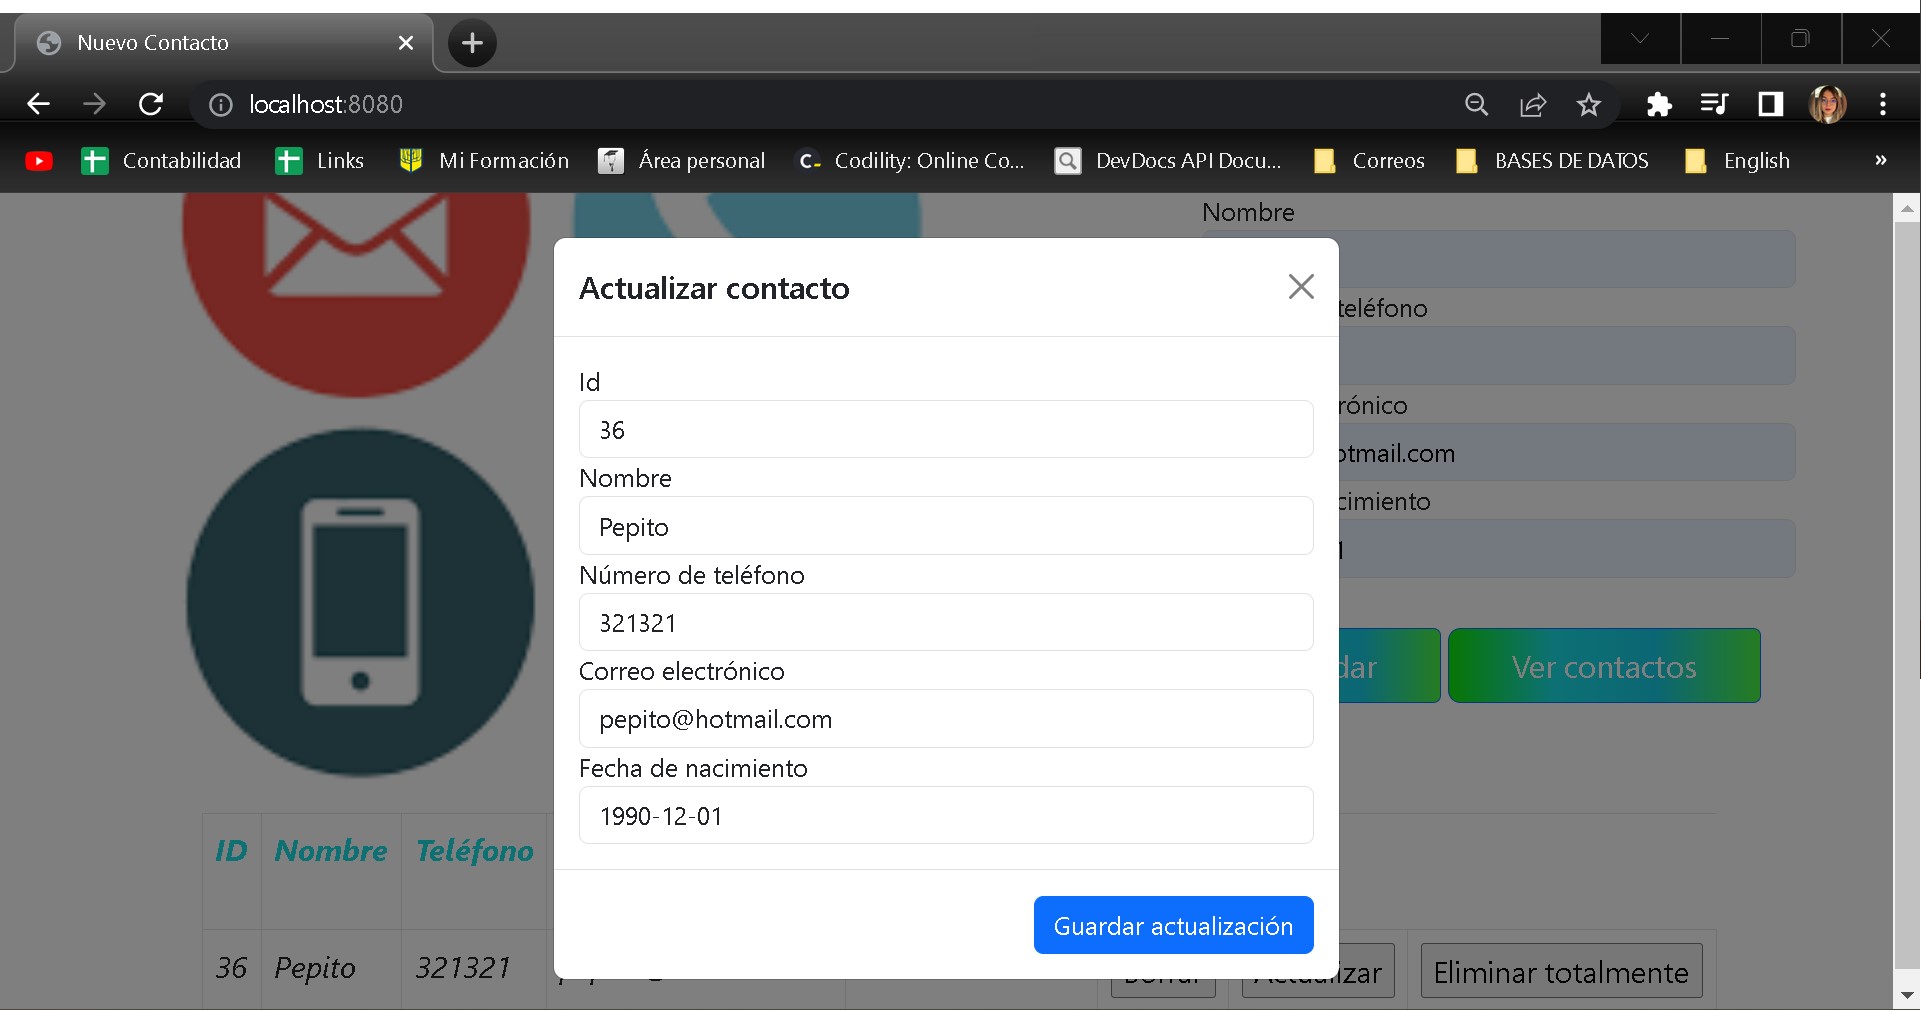 Nuevo Contacto
localhost:8080
Contabilidad
Links
Mi Formación
Área personal
Codility: Online Co...
DevDocs API Docu...
Correos
BASES DE DATOS
English
»
Nombre
teléfono
rónico
otmail.com
cimiento
1
dar
Ver contactos
Actualizar contacto
Id
36
Nombre
Pepito
Número de teléfono
321321
Correo electrónico
pepito@hotmail.com
Fecha de nacimiento
1990-12-01
Guardar actualización
ID Nombre Teléfono
36 Pepito 321321
Borrar Actualizar Eliminar totalmente